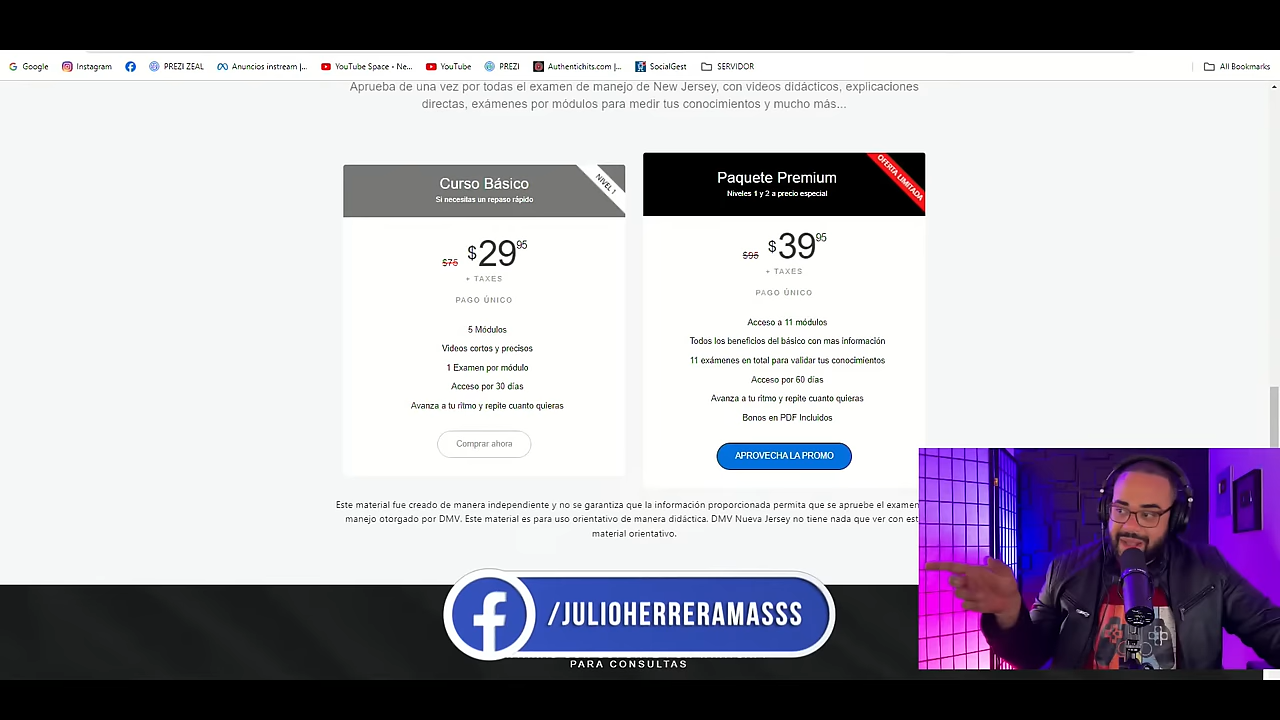 Google
Instagram
PREZI ZEAL
Anuncios instream |...
YouTube Space - Ne...
YouTube
PREZI
Authentichits.com |...
SocialGest
SERVIDOR
All Bookmarks
Aprueba de una vez por todas el examen de manejo de New Jersey, con videos didácticos, explicaciones
directas, exámenes por módulos para medir tus conocimientos y mucho más...
Curso Básico
Si necesitas un repaso rápido
NIVEL 1
$75 $29 95
+ TAXES
PAGO ÚNICO
5 Módulos
Videos cortos y precisos
1 Examen por módulo
Acceso por 30 días
Avanza a tu ritmo y repite cuanto quieras
Comprar ahora
Paquete Premium
Niveles 1 y 2 a precio especial
OFERTA LIMITADA
$95 $39 95
+ TAXES
PAGO ÚNICO
Acceso a 11 módulos
Todos los beneficios del básico con mas información
11 exámenes en total para validar tus conocimientos
Acceso por 60 días
Avanza a tu ritmo y repite cuanto quieras
Bonos en PDF Incluidos
APROVECHA LA PROMO
Este material fue creado de manera independiente y no se garantiza que la información proporcionada permita que se apruebe el examen
manejo otorgado por DMV. Este material es para uso orientativo de manera didáctica. DMV Nueva Jersey no tiene nada que ver con est
material orientativo.
/JULIOHERRERAMASSS
PARA CONSULTAS